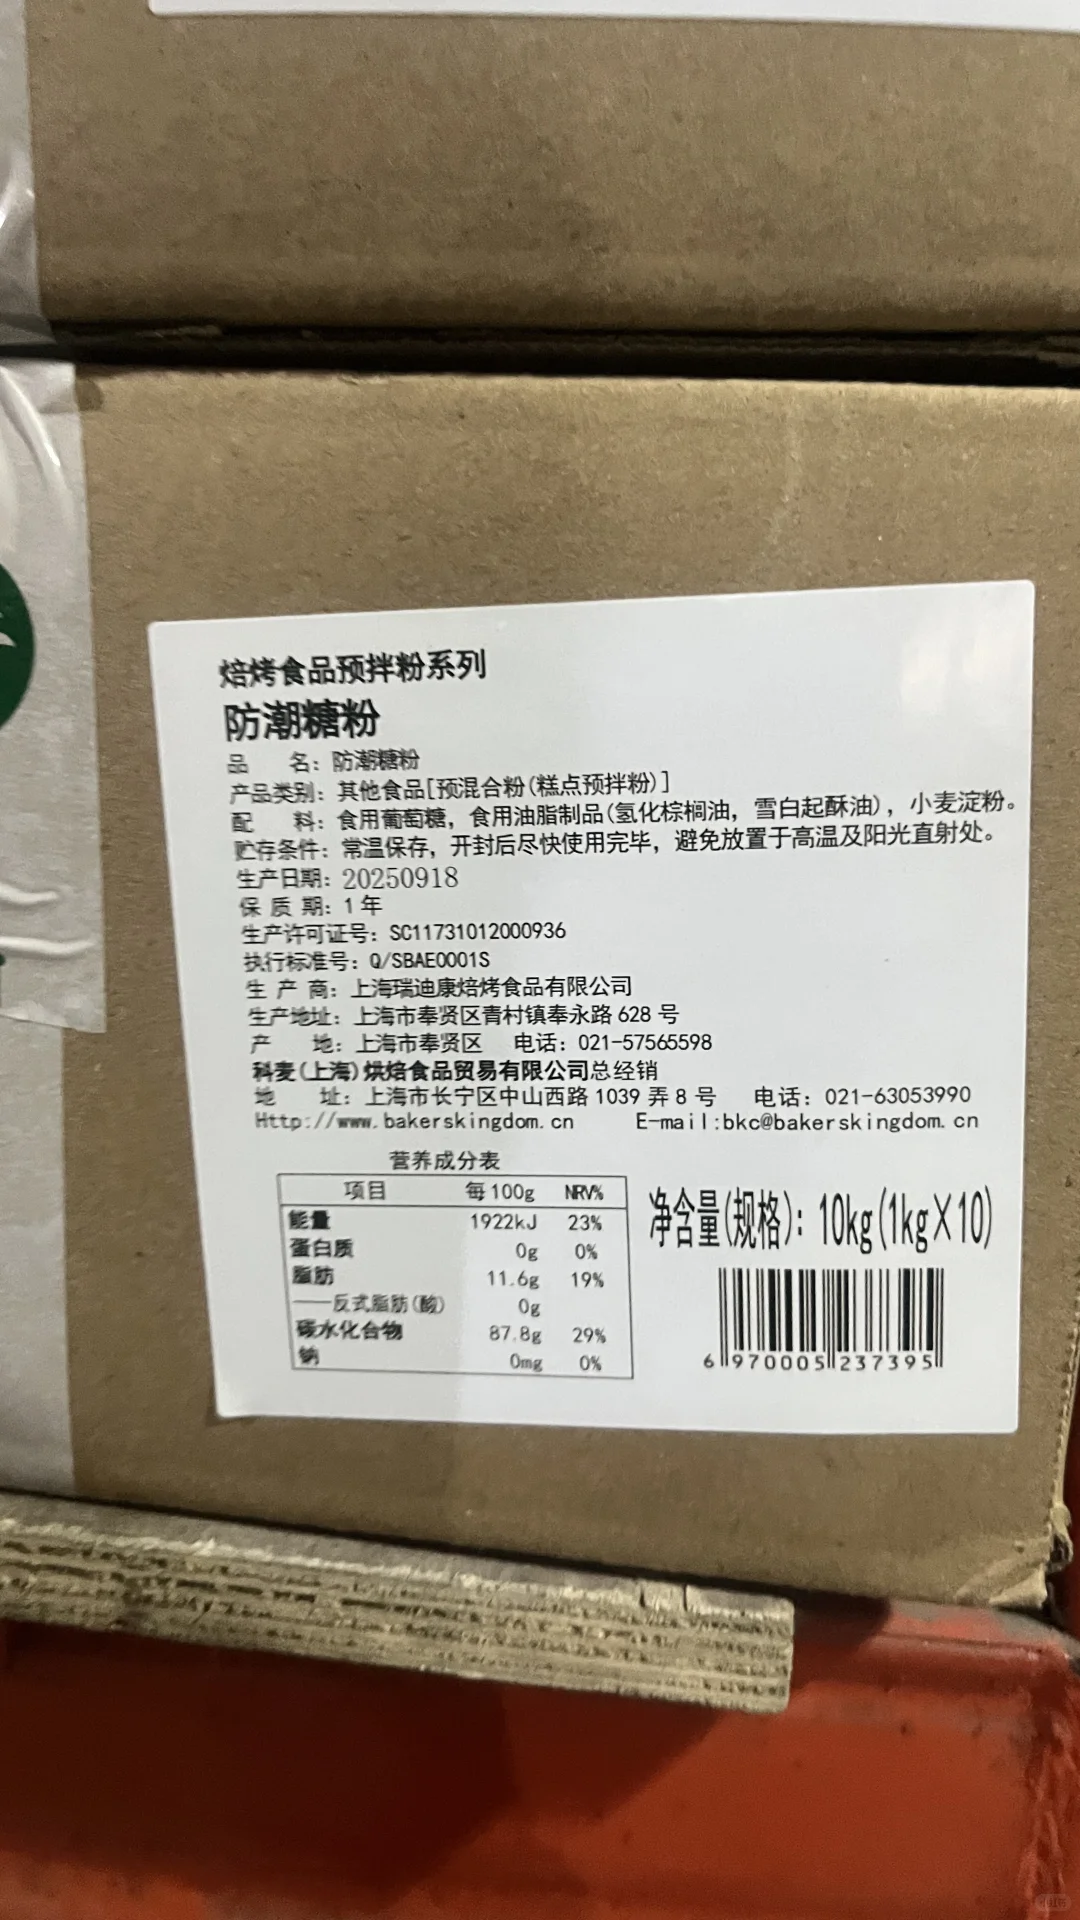 焙烤食品预拌粉系列
防潮糖粉
品 名：防潮糖粉
产品类别：其他食品[预混合粉(糕点预拌粉)]
配 料：食用葡萄糖，食用油脂制品(氢化棕榈油，雪白起酥油)，小麦淀粉。
贮存条件：常温保存，开封后尽快使用完毕，避免放置于高温及阳光直射处。
生产日期：20250918
保 质 期：1 年
生产许可证号：SC11731012000936
执行标准号：Q/SBAE0001S
生 产 商：上海瑞迪康焙烤食品有限公司
生产地址：上海市奉贤区青村镇奉永路 628 号
产 地：上海市奉贤区 电话：021-57565598
科麦(上海)烘焙食品贸易有限公司总经销
地 址：上海市长宁区中山西路 1039 弄 8 号 电话：021-63053990
Http://www.bakerskingdom.cn E-mail:bkc@bakerskingdom.cn
营养成分表
项目 每100g NRV%
能量 1922kJ 23%
蛋白质 0g 0%
脂肪 11.6g 19%
——反式脂肪(酸) 0g
碳水化合物 87.8g 29%
钠 0mg 0%
净含量(规格)：10kg(1kg×10)
6 970005 237395